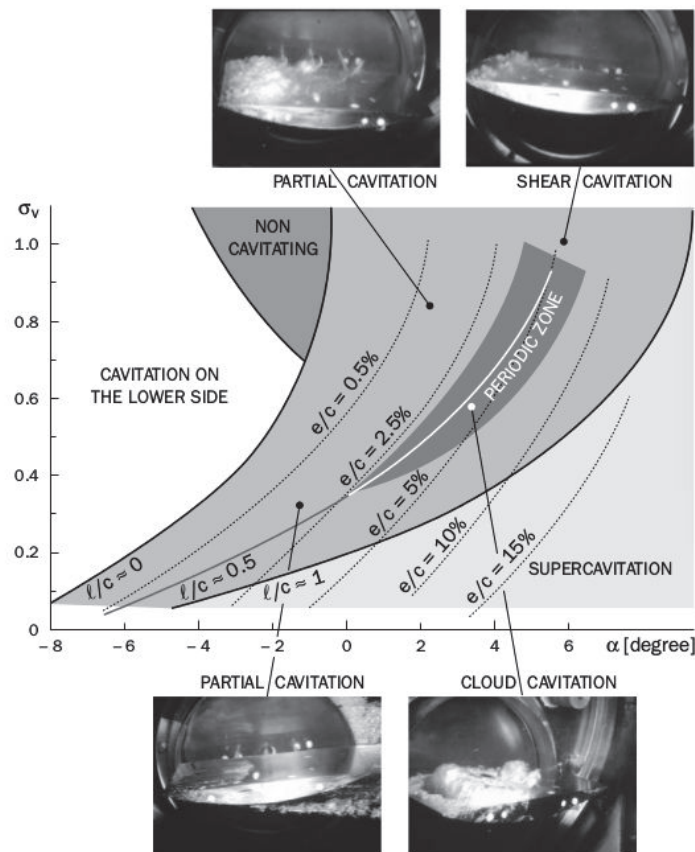 PARTIAL CAVITATION
SHEAR CAVITATION
σv
1.0
0.8
0.6
0.4
0.2
0
NON
CAVITATING
CAVITATION ON
THE LOWER SIDE
PERIODIC ZONE
e/c = 0.5%
e/c = 2.5%
e/c = 5%
e/c = 10%
e/c = 15%
ℓ/c ≈ 0
ℓ/c ≈ 0.5
ℓ/c ≈ 1
SUPERCAVITATION
− 8
− 6
− 4
− 2
0
2
4
6
α [degree]
PARTIAL CAVITATION
CLOUD CAVITATION